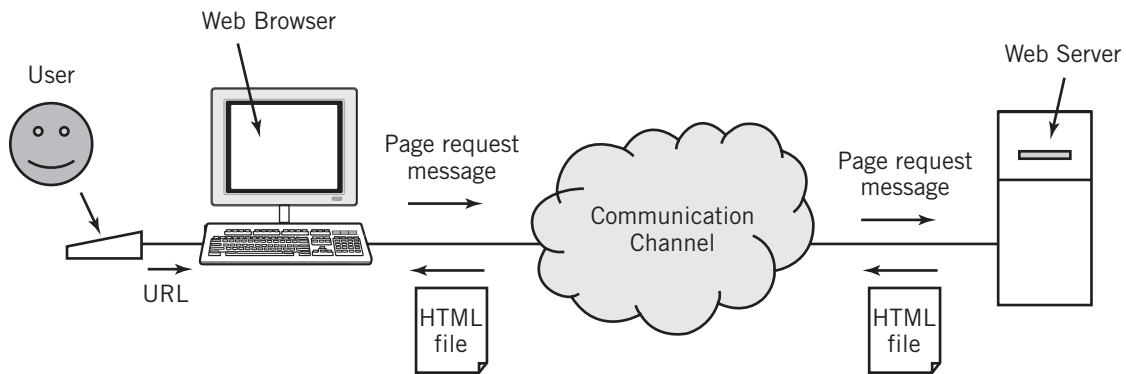 Web Browser
User
Web Server
Page request
message
Page request
message
Communication
Channel
URL
HTML
file
HTML
file